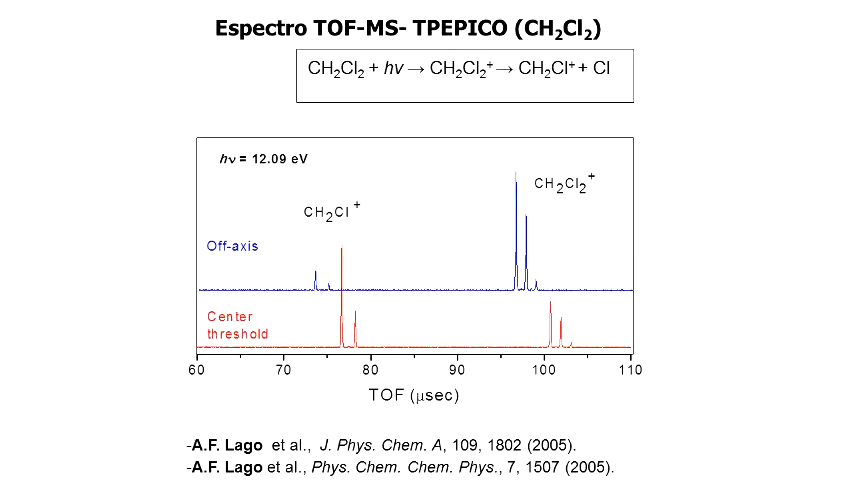 Espectro TOF-MS- TPEPICO (CH₂Cl₂)
CH₂Cl₂ + hν → CH₂Cl₂⁺ → CH₂Cl⁺ + Cl
hν = 12.09 eV
CH₂Cl₂⁺
CH₂Cl⁺
Off-axis
Center
threshold
60 70 80 90 100 110
TOF (μsec)
-A.F. Lago et al., J. Phys. Chem. A, 109, 1802 (2005).
-A.F. Lago et al., Phys. Chem. Chem. Phys., 7, 1507 (2005).